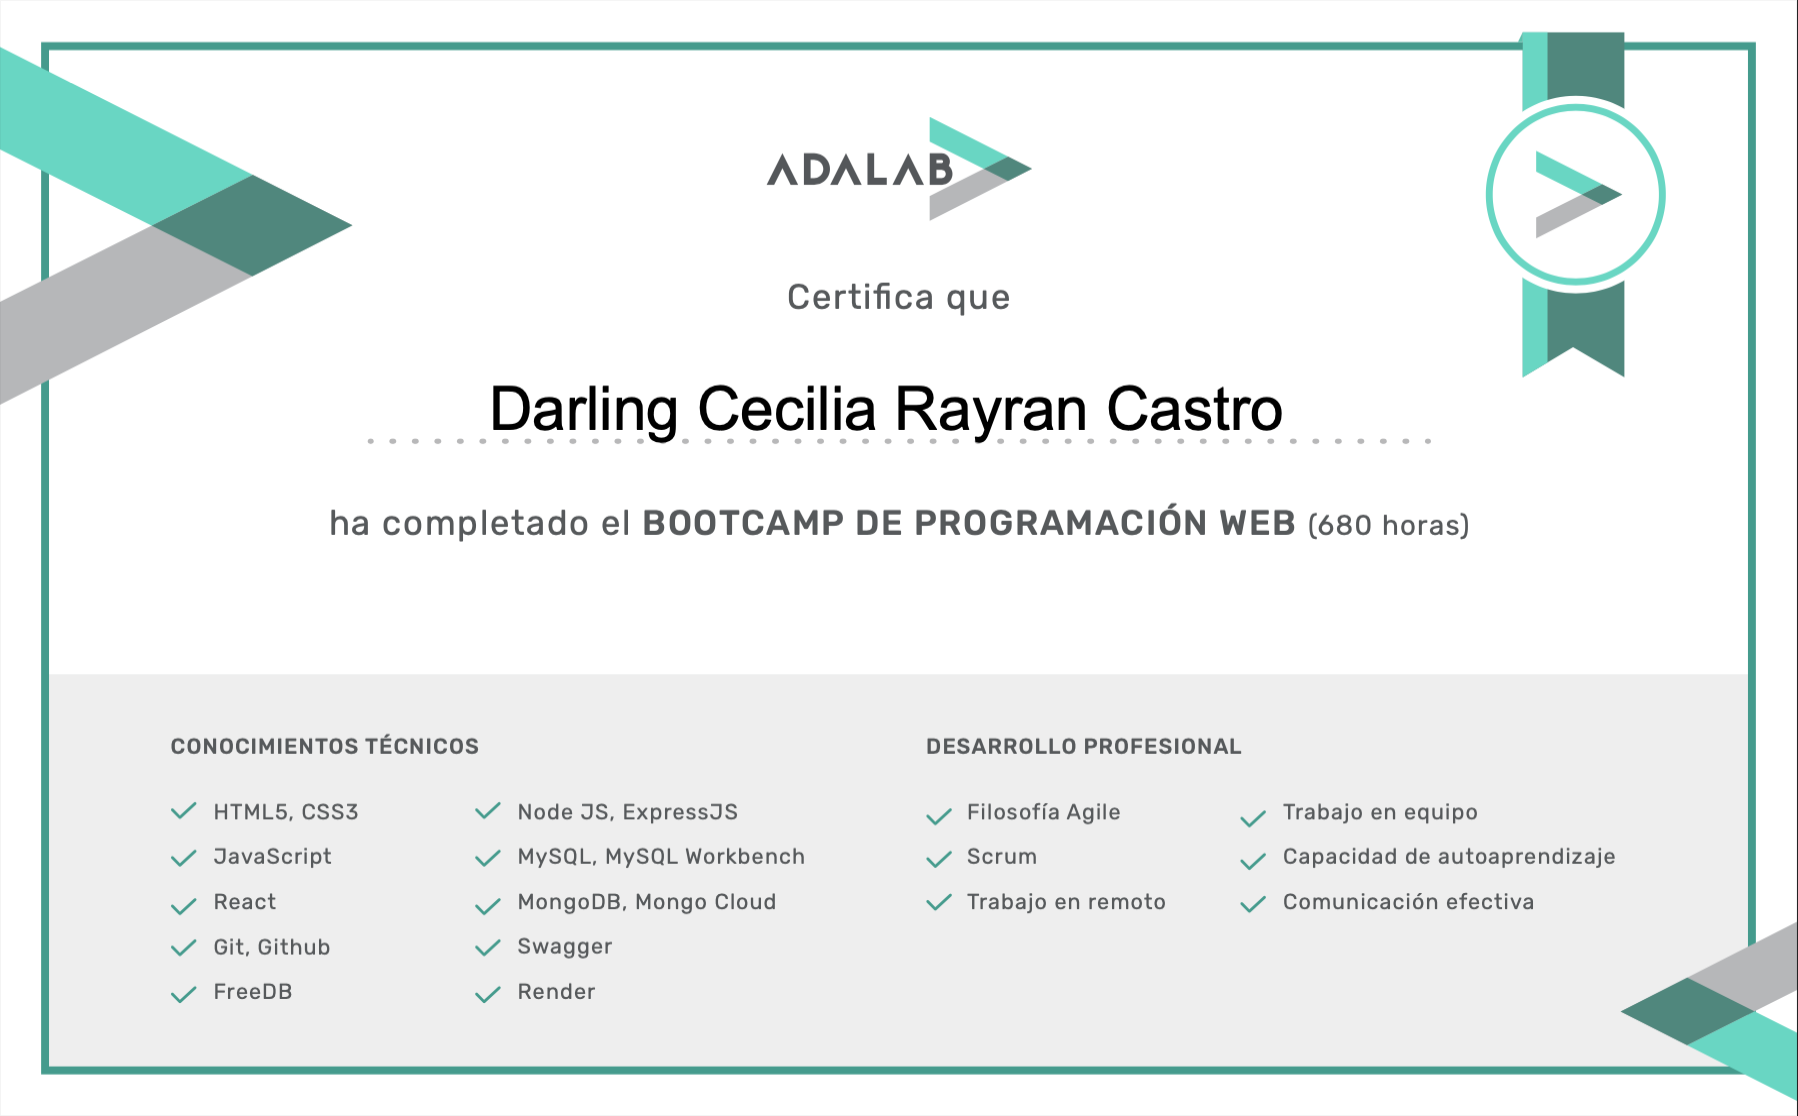 ADALAB
Certifica que
Darling Cecilia Rayran Castro
ha completado el BOOTCAMP DE PROGRAMACIÓN WEB (680 horas)
CONOCIMIENTOS TÉCNICOS
HTML5, CSS3
JavaScript
React
Git, Github
FreeDB
Node JS, ExpressJS
MySQL, MySQL Workbench
MongoDB, Mongo Cloud
Swagger
Render
DESARROLLO PROFESIONAL
Filosofía Agile
Scrum
Trabajo en remoto
Trabajo en equipo
Capacidad de autoaprendizaje
Comunicación efectiva